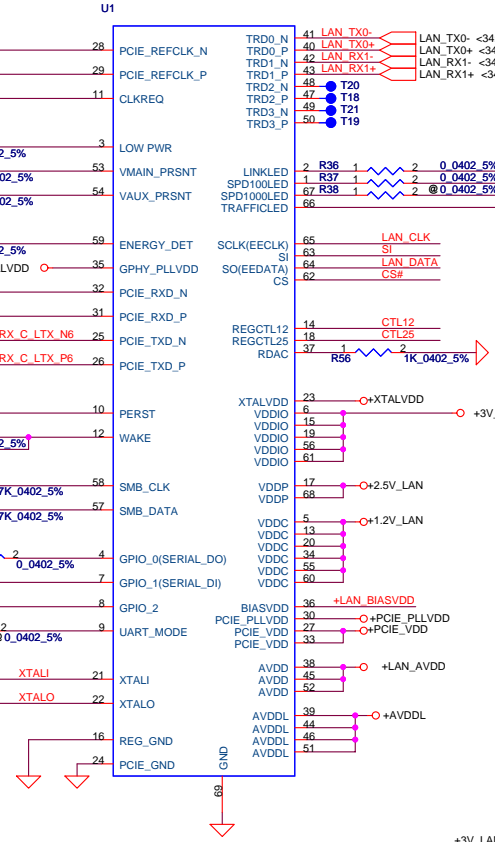 U1
28 PCIE_REFCLK_N
29 PCIE_REFCLK_P
11 CLKREQ
3 LOW PWR
02_5%
53 VMAIN_PRSNT
02_5%
54 VAUX_PRSNT
02_5%
59 ENERGY_DET
2_5%
LVDD 35 GPHY_PLLVDD
32 PCIE_RXD_N
31 PCIE_RXD_P
RX_C_LTX_N6 25 PCIE_TXD_N
RX_C_LTX_P6 26 PCIE_TXD_P
10 PERST
12 WAKE
2_5%
58 SMB_CLK
7K_0402_5%
57 SMB_DATA
7K_0402_5%
2 4 GPIO_0(SERIAL_DO)
0_0402_5%
7 GPIO_1(SERIAL_DI)
8 GPIO_2
2 9 UART_MODE
0_0402_5%
XTALI 21 XTALI
XTALO 22 XTALO
16 REG_GND
24 PCIE_GND
GND
69
TRD0_N 41 LAN_TX0- LAN_TX0- <34
TRD0_P 40 LAN_TX0+ LAN_TX0+ <34
TRD1_N 42 LAN_RX1- LAN_RX1- <34
TRD1_P 43 LAN_RX1+ LAN_RX1+ <34
TRD2_N 48 T20
TRD2_P 47 T18
TRD3_N 49 T21
TRD3_P 50 T19
LINKLED 2 R36 1 2 0_0402_5%
SPD100LED 1 R37 1 2 0_0402_5%
SPD1000LED 67 R38 1 2 @0_0402_5%
TRAFFICLED 66
SCLK(EECLK) 65 LAN_CLK
SI 63 SI
SO(EEDATA) 64 LAN_DATA
CS 62 CS#
REGCTL12 14 CTL12
REGCTL25 18 CTL25
RDAC 37 R56 1 2 1K_0402_5%
XTALVDD 23 +XTALVDD
VDDIO 6 +3V_
VDDIO 15
VDDIO 19
VDDIO 56
VDDIO 61
VDDP 17 +2.5V_LAN
VDDP 68
VDDC 5 +1.2V_LAN
VDDC 13
VDDC 20
VDDC 34
VDDC 55
VDDC 60
BIASVDD 36 +LAN_BIASVDD
PCIE_PLLVDD 30 +PCIE_PLLVDD
PCIE_VDD 27 +PCIE_VDD
PCIE_VDD 33
AVDD 38 +LAN_AVDD
AVDD 45
AVDD 52
AVDDL 39 +AVDDL
AVDDL 44
AVDDL 46
AVDDL 51